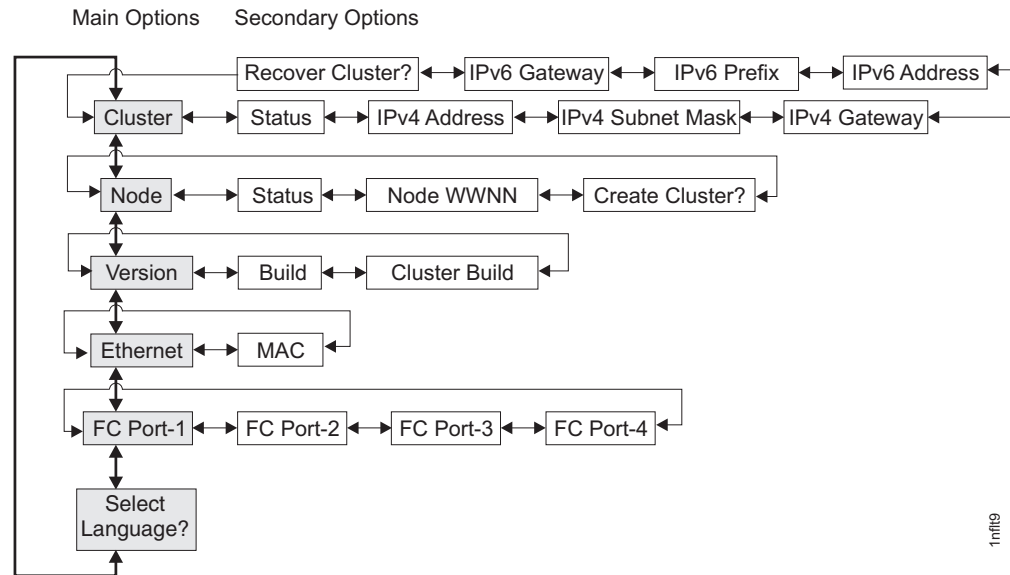 Main Options Secondary Options
Recover Cluster? IPv6 Gateway IPv6 Prefix IPv6 Address
Cluster Status IPv4 Address IPv4 Subnet Mask IPv4 Gateway
Node Status Node WWNN Create Cluster?
Version Build Cluster Build
Ethernet MAC
FC Port-1 FC Port-2 FC Port-3 FC Port-4
Select
Language?
1nflt9